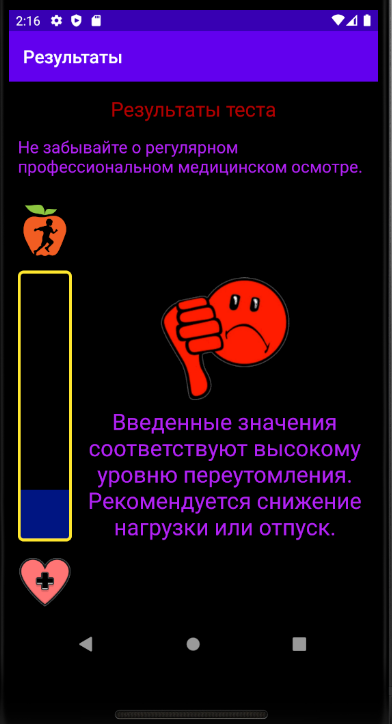 2:16
Результаты
Результаты теста
Не забывайте о регулярном
профессиональном медицинском осмотре.
Введенные значения
соответствуют высокому
уровню переутомления.
Рекомендуется снижение
нагрузки или отпуск.